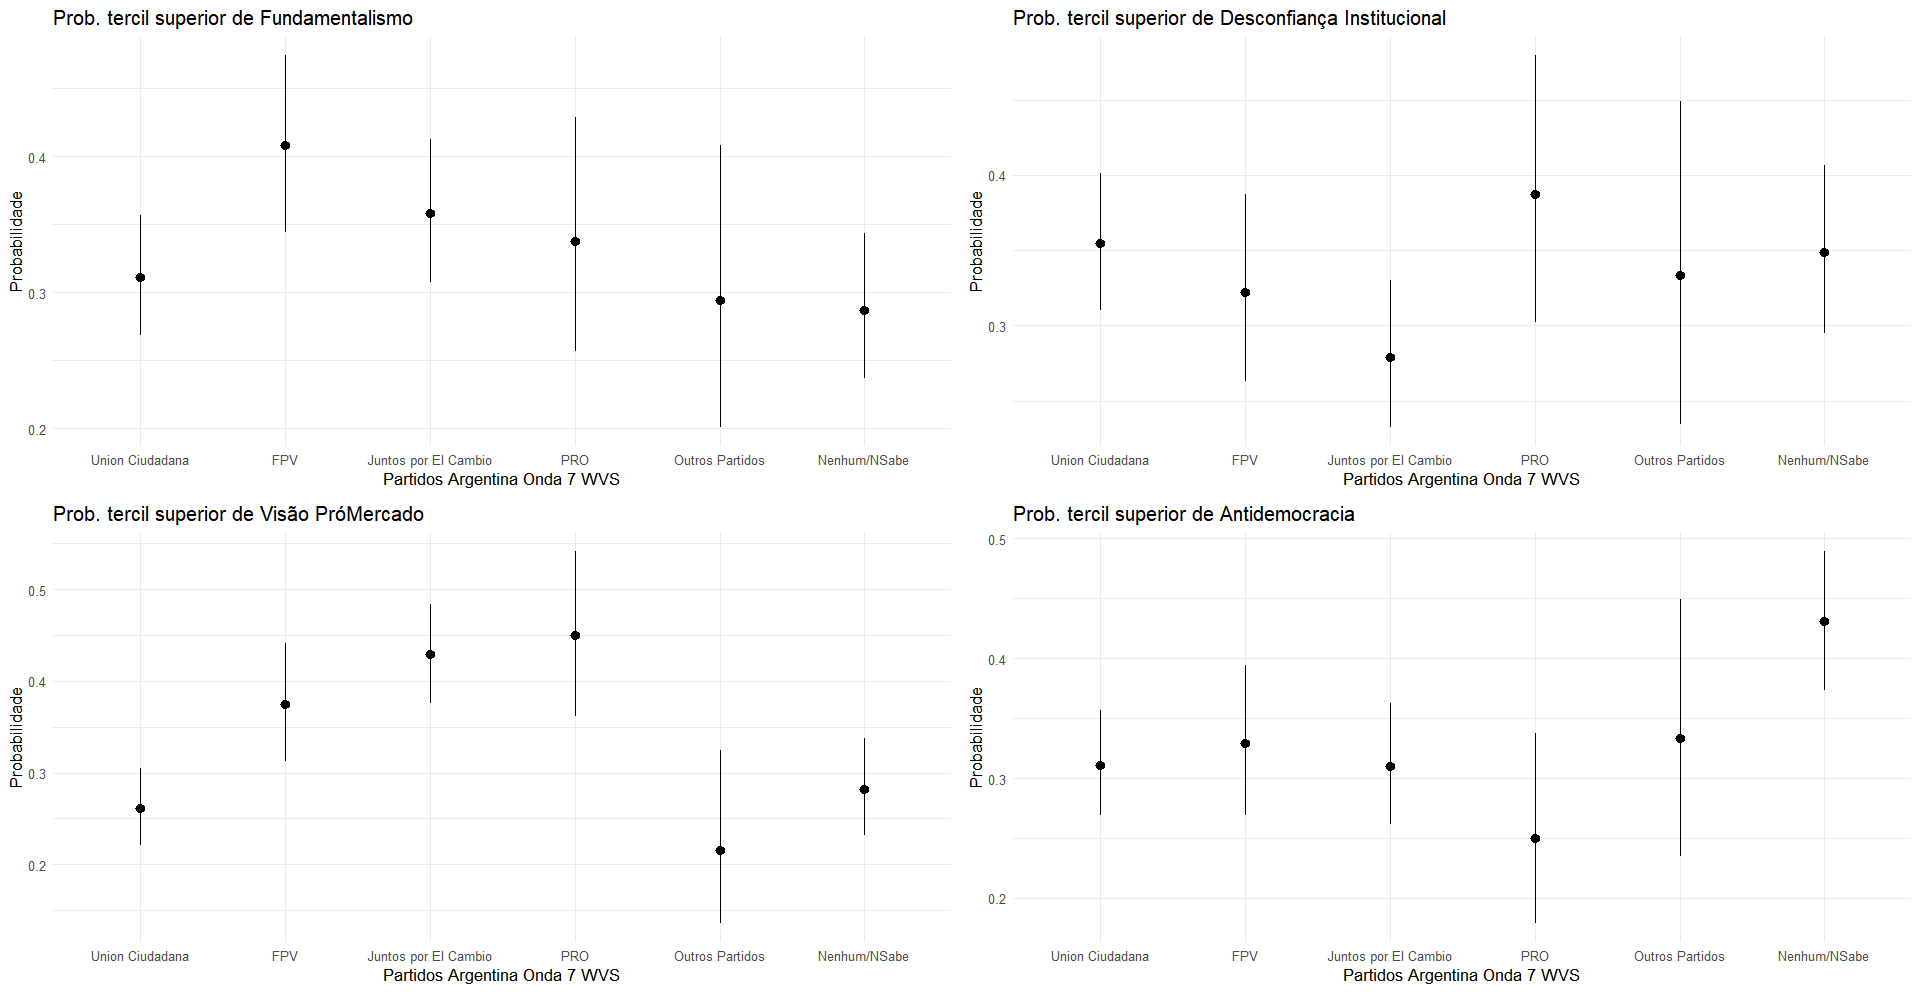 Prob. tercil superior de Fundamentalismo
Probabilidade
0.4
0.3
0.2
Union Ciudadana FPV Juntos por El Cambio PRO Outros Partidos Nenhum/NSabe
Partidos Argentina Onda 7 WVS
Prob. tercil superior de Desconfiança Institucional
Probabilidade
0.4
0.3
Union Ciudadana FPV Juntos por El Cambio PRO Outros Partidos Nenhum/NSabe
Partidos Argentina Onda 7 WVS
Prob. tercil superior de Visão PróMercado
Probabilidade
0.5
0.4
0.3
0.2
Union Ciudadana FPV Juntos por El Cambio PRO Outros Partidos Nenhum/NSabe
Partidos Argentina Onda 7 WVS
Prob. tercil superior de Antidemocracia
Probabilidade
0.5
0.4
0.3
0.2
Union Ciudadana FPV Juntos por El Cambio PRO Outros Partidos Nenhum/NSabe
Partidos Argentina Onda 7 WVS